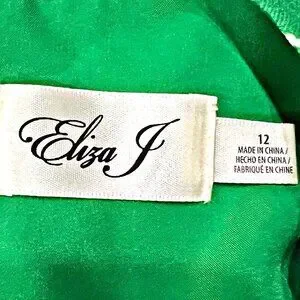 Eliza J
12
MADE IN CHINA /
HECHO EN CHINA /
FABRIQUÉ EN CHINE